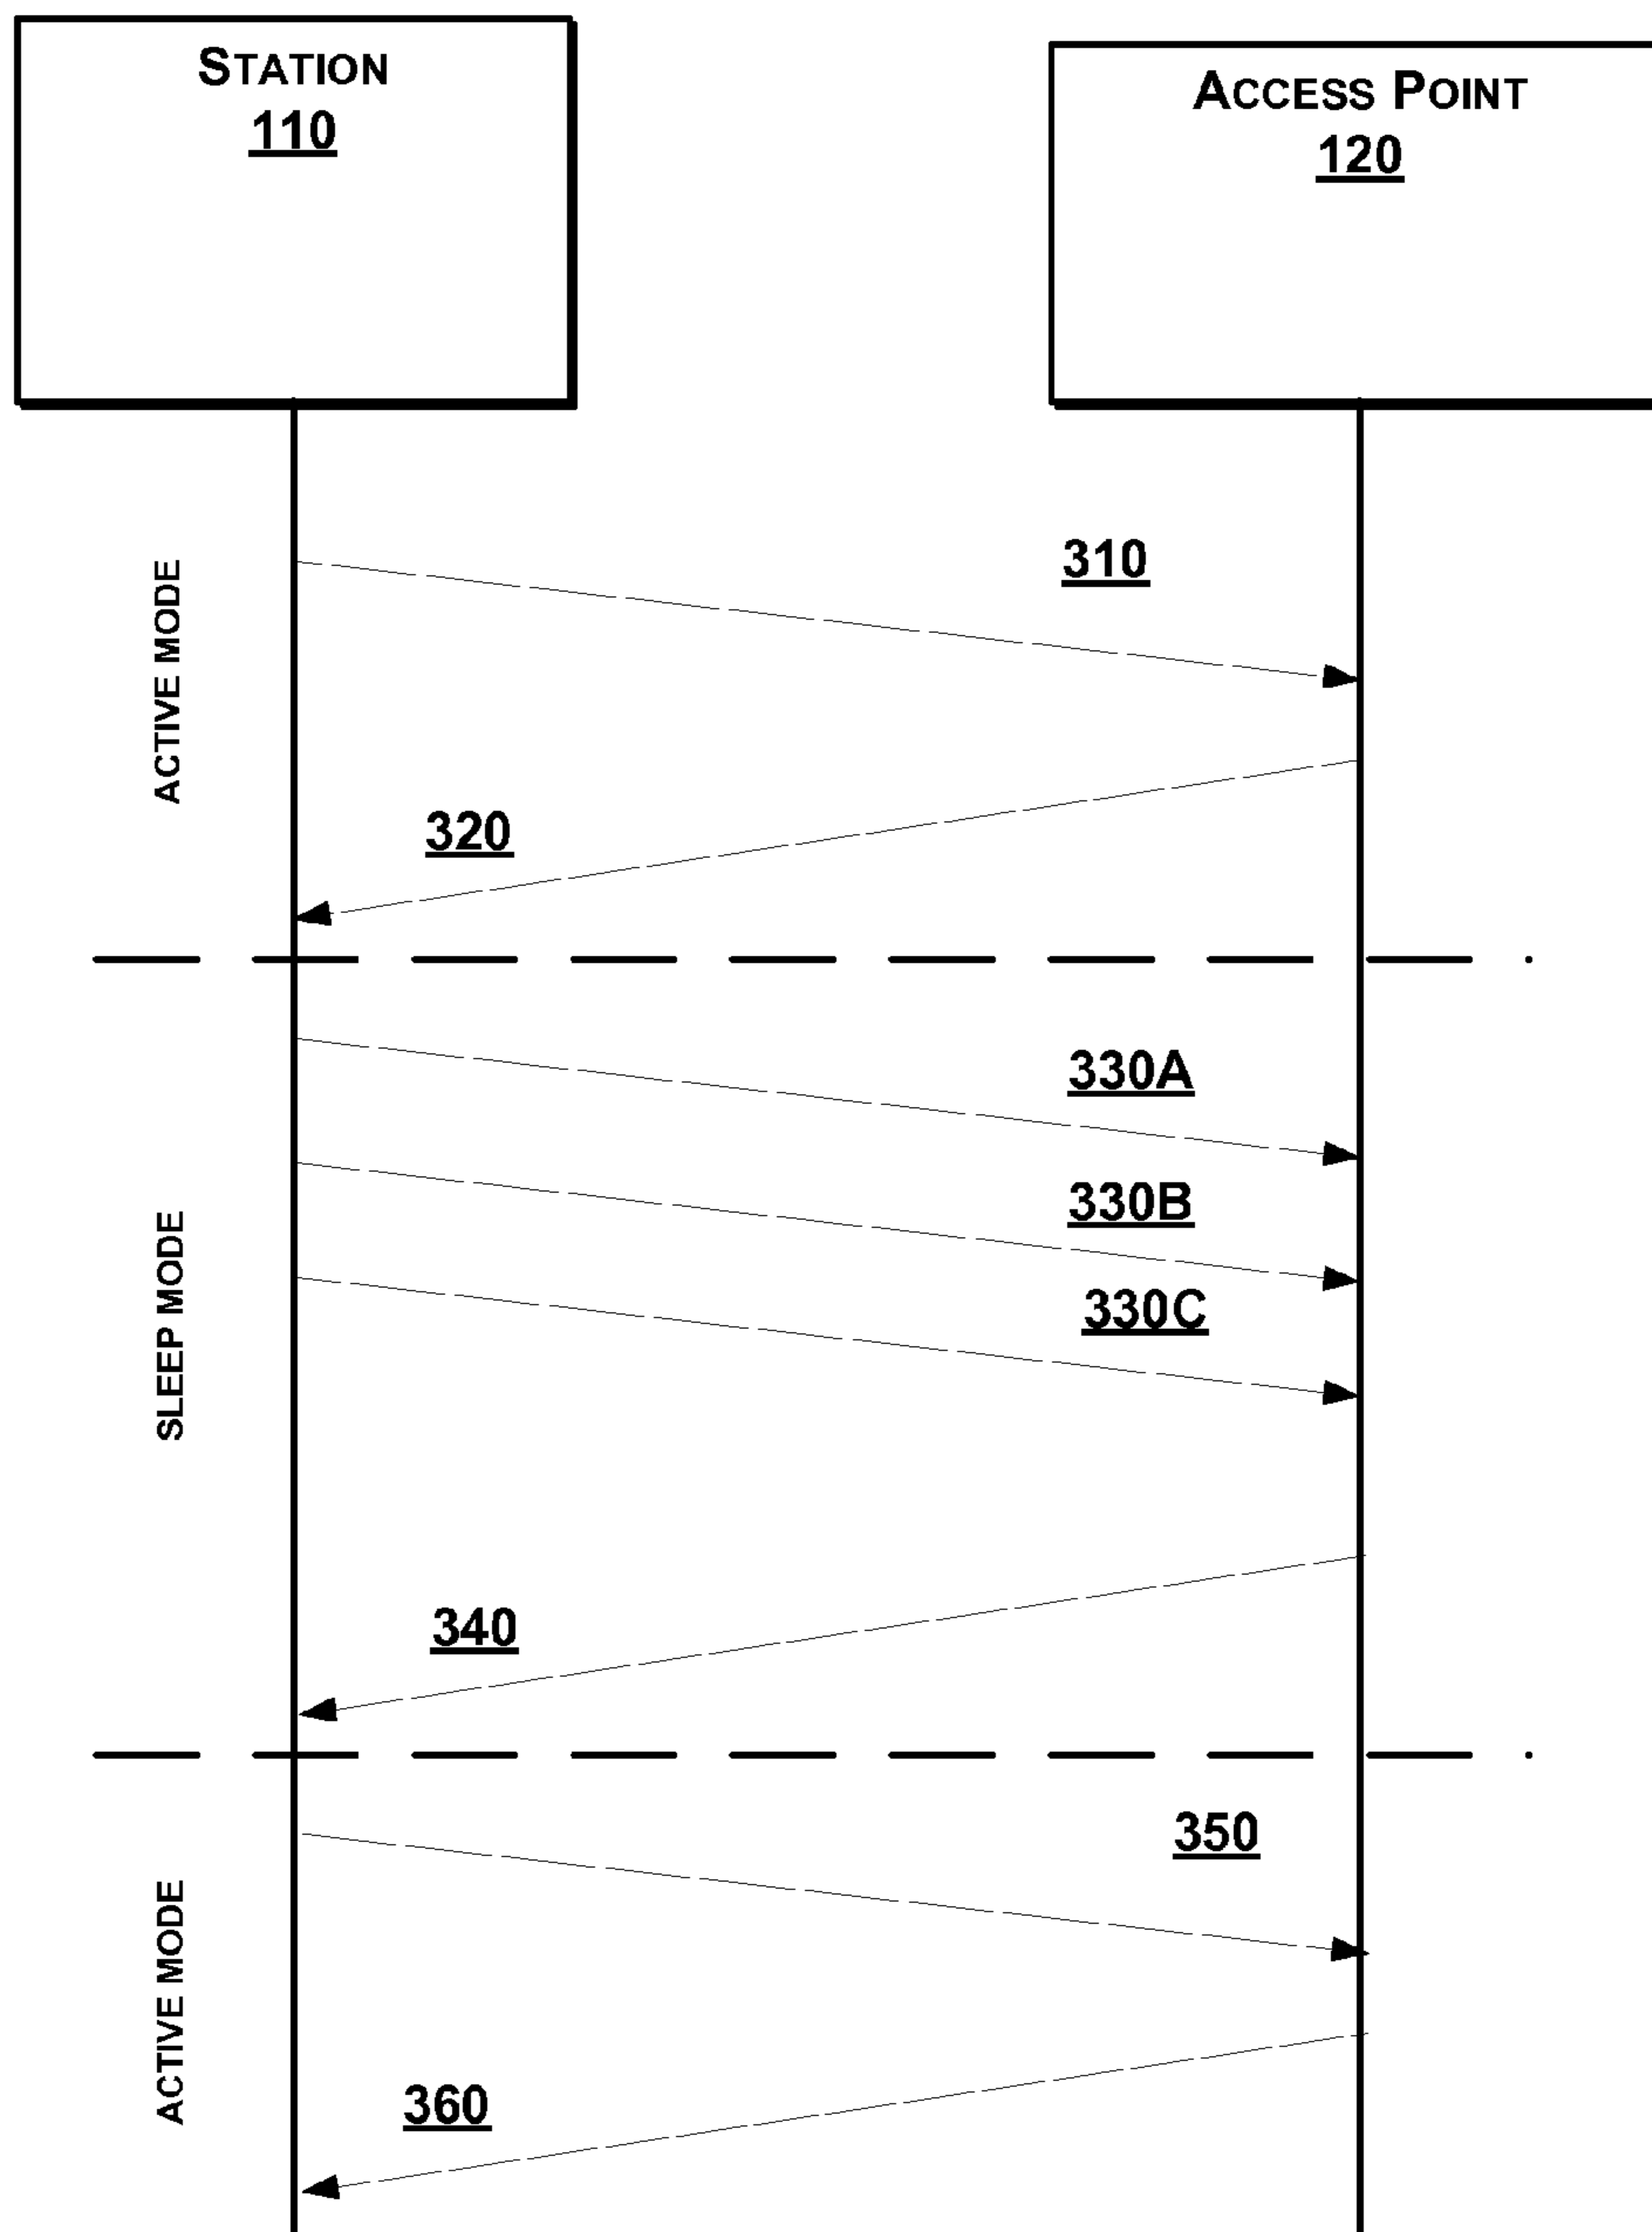 STATION
110
ACCESS POINT
120
ACTIVE MODE
310
320
330A
330B
330C
SLEEP MODE
340
350
ACTIVE MODE
360